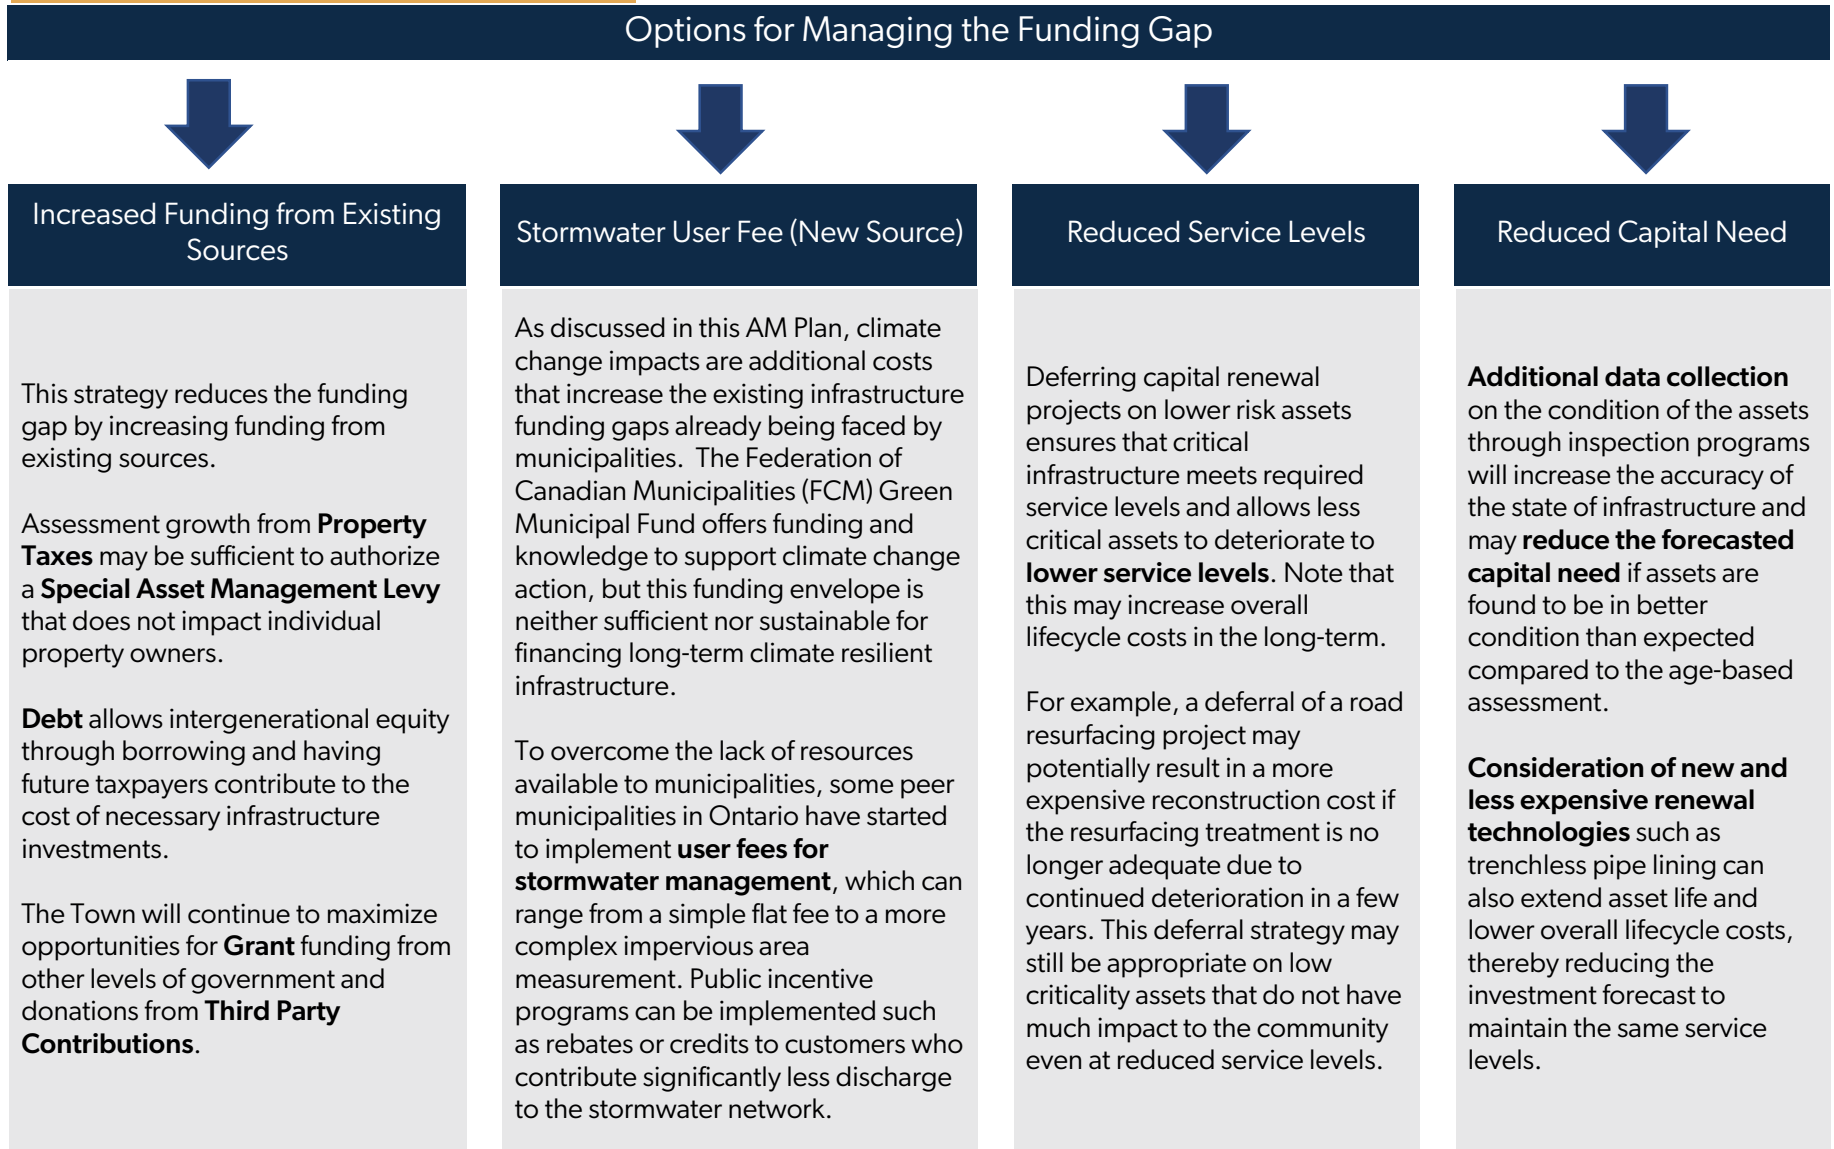 Options for Managing the Funding Gap
Increased Funding from Existing
Sources
This strategy reduces the funding
gap by increasing funding from
existing sources.
Assessment growth from Property
Taxes may be sufficient to authorize
a Special Asset Management Levy
that does not impact individual
property owners.
Debt allows intergenerational equity
through borrowing and having
future taxpayers contribute to the
cost of necessary infrastructure
investments.
The Town will continue to maximize
opportunities for Grant funding from
other levels of government and
donations from Third Party
Contributions.
Stormwater User Fee (New Source)
As discussed in this AM Plan, climate
change impacts are additional costs
that increase the existing infrastructure
funding gaps already being faced by
municipalities.  The Federation of
Canadian Municipalities (FCM) Green
Municipal Fund offers funding and
knowledge to support climate change
action, but this funding envelope is
neither sufficient nor sustainable for
financing long-term climate resilient
infrastructure.
To overcome the lack of resources
available to municipalities, some peer
municipalities in Ontario have started
to implement user fees for
stormwater management, which can
range from a simple flat fee to a more
complex impervious area
measurement. Public incentive
programs can be implemented such
as rebates or credits to customers who
contribute significantly less discharge
to the stormwater network.
Reduced Service Levels
Deferring capital renewal
projects on lower risk assets
ensures that critical
infrastructure meets required
service levels and allows less
critical assets to deteriorate to
lower service levels. Note that
this may increase overall
lifecycle costs in the long-term.
For example, a deferral of a road
resurfacing project may
potentially result in a more
expensive reconstruction cost if
the resurfacing treatment is no
longer adequate due to
continued deterioration in a few
years. This deferral strategy may
still be appropriate on low
criticality assets that do not have
much impact to the community
even at reduced service levels.
Reduced Capital Need
Additional data collection
on the condition of the assets
through inspection programs
will increase the accuracy of
the state of infrastructure and
may reduce the forecasted
capital need if assets are
found to be in better
condition than expected
compared to the age-based
assessment.
Consideration of new and
less expensive renewal
technologies such as
trenchless pipe lining can
also extend asset life and
lower overall lifecycle costs,
thereby reducing the
investment forecast to
maintain the same service
levels.